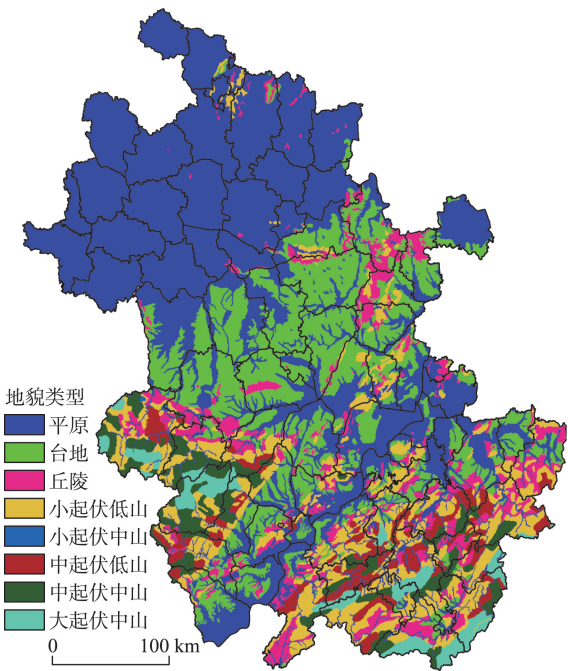 地貌类型
平原
台地
丘陵
小起伏低山
小起伏中山
中起伏低山
中起伏中山
大起伏中山
0 100 km